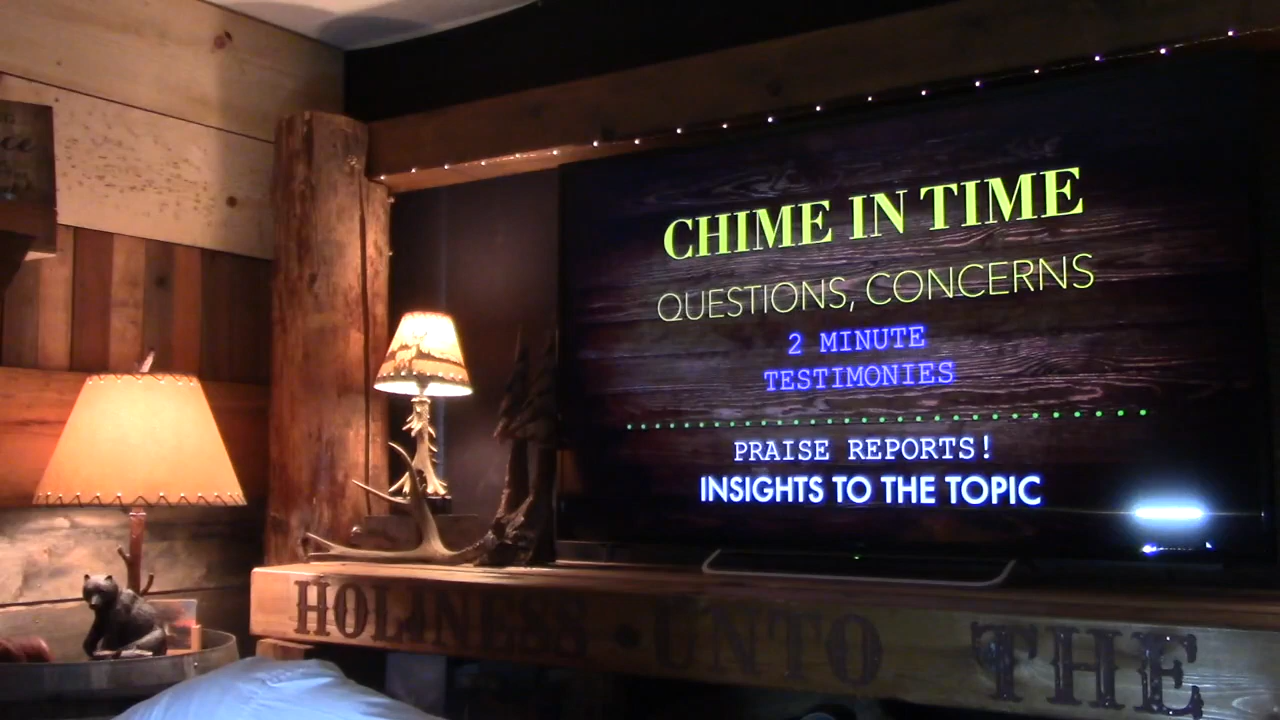 CHIME IN TIME
QUESTIONS, CONCERNS
2 MINUTE
TESTIMONIES
PRAISE REPORTS!
INSIGHTS TO THE TOPIC
HOLINESS • UNTO THE